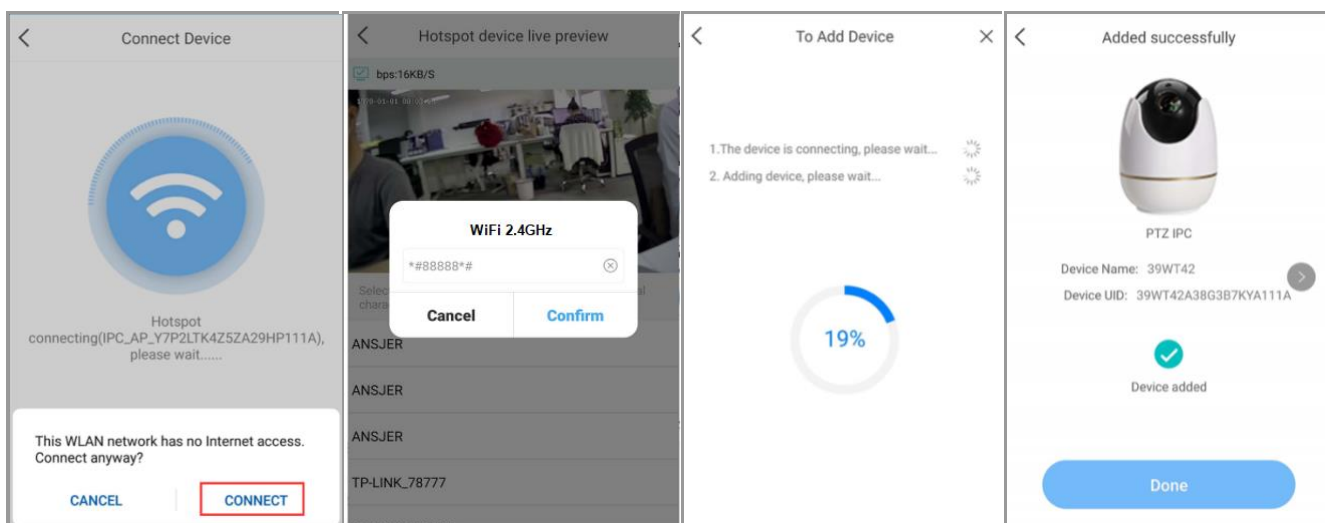 Connect Device
Hotspot
connecting(IPC_AP_Y7P2LTK4Z5ZA29HP111A),
please wait......
This WLAN network has no Internet access.
Connect anyway?
CANCEL
CONNECT
Hotspot device live preview
bps:16KB/S
WiFi 2.4GHz
*#88888*#
Cancel
Confirm
ANSJER
ANSJER
ANSJER
TP-LINK_78777
To Add Device
1.The device is connecting, please wait...
2. Adding device, please wait...
19%
Added successfully
PTZ IPC
Device Name: 39WT42
Device UID: 39WT42A38G3B7KYA111A
Device added
Done